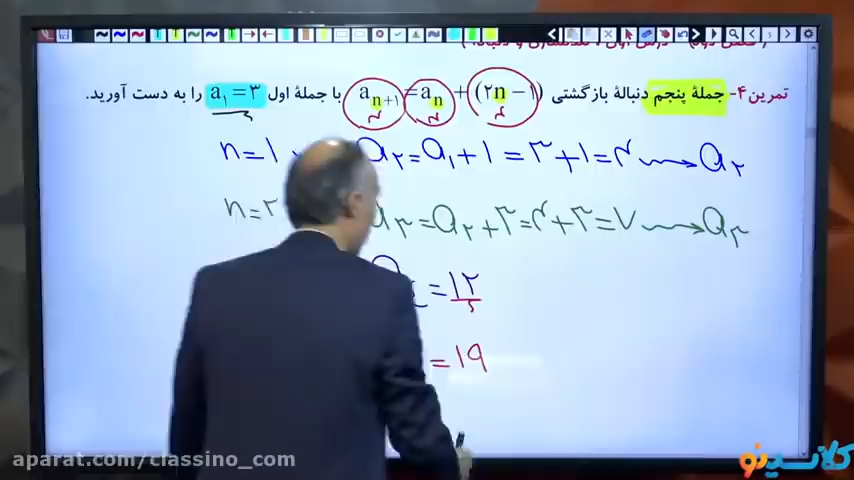 تمرین ۴- جملهٔ پنجم دنبالهٔ بازگشتی a_{n+1} = a_n + (۲n − ۱) با جملهٔ اول a_۱ = ۳ را به دست آورید.
n=۱ a_۲ = a_۱ + ۱ = ۳ + ۱ = ۴ → a_۲
n=۲ a_۳ = a_۲ + ۳ = ۴ + ۳ = ۷ → a_۳
= ۱۲
= ۱۹
aparat.com/classino_com
کلاسینو